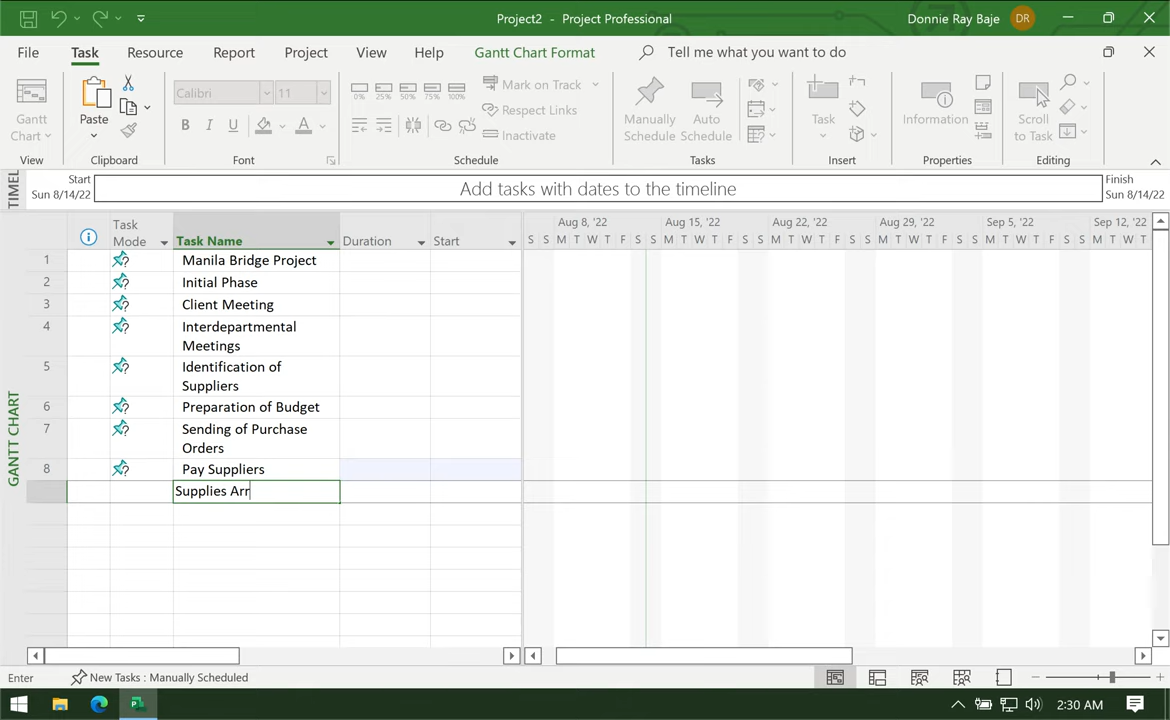 Project2 - Project Professional
Donnie Ray Baje
DR
File Task Resource Report Project View Help Gantt Chart Format Tell me what you want to do
Gantt
Chart
View
Paste
Clipboard
Calibri 11
B I U A
Font
0% 25% 50% 75% 100%
Mark on Track
Respect Links
Inactivate
Schedule
Manually
Schedule
Auto
Schedule
Tasks
Task
Insert
Information
Properties
Scroll
to Task
Editing
TIMEL
Start
Sun 8/14/22
Add tasks with dates to the timeline
Finish
Sun 8/14/22
Task
Mode
Task Name
Duration
Start
Aug 8, '22 Aug 15, '22 Aug 22, '22 Aug 29, '22 Sep 5, '22 Sep 12, '22
S S M T W T F S S M T W T F S S M T W T F S S M T W T F S S M T W T F S S M T W T
1 Manila Bridge Project
2 Initial Phase
3 Client Meeting
4 Interdepartmental
Meetings
5 Identification of
Suppliers
6 Preparation of Budget
7 Sending of Purchase
Orders
8 Pay Suppliers
Supplies Arr
GANTT CHART
Enter
New Tasks : Manually Scheduled
2:30 AM